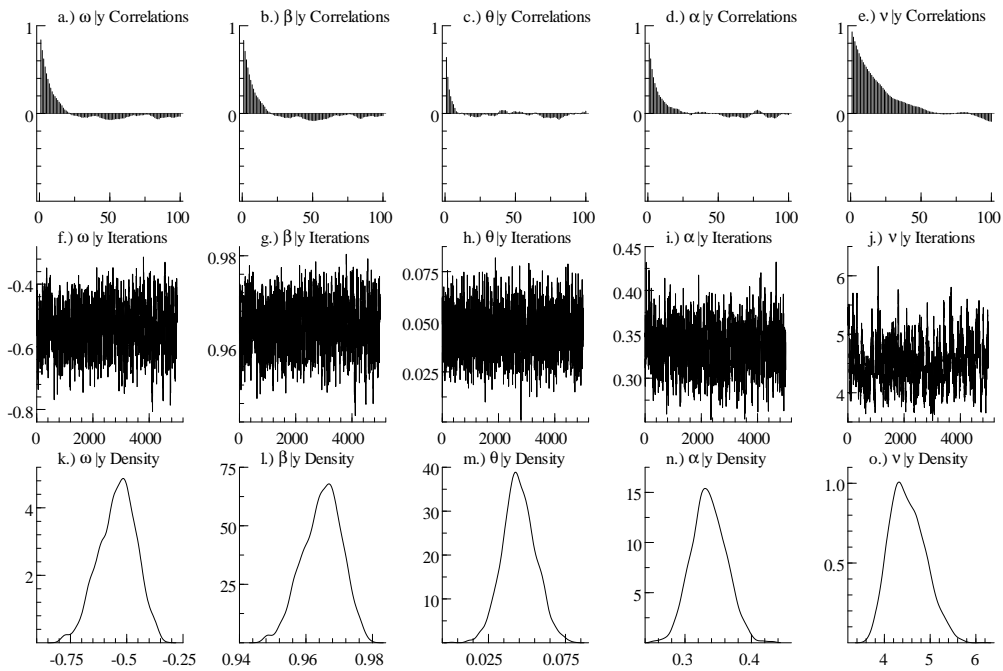 a.) ω|y Correlations
b.) β|y Correlations
c.) θ|y Correlations
d.) α|y Correlations
e.) ν|y Correlations
1 1 1 1 1
0 0 0 0 0
0 50 100 0 50 100 0 50 100 0 50 100 0 50 100
f.) ω|y Iterations
g.) β|y Iterations
h.) θ|y Iterations
i.) α|y Iterations
j.) ν|y Iterations
-0.4
-0.6
-0.8
0.98
0.96
0.075
0.050
0.025
0.45
0.40
0.35
0.30
6
5
4
0 2000 4000 0 2000 4000 0 2000 4000 0 2000 4000 0 2000 4000
k.) ω|y Density
l.) β|y Density
m.) θ|y Density
n.) α|y Density
o.) ν|y Density
4
2
75
50
25
40
30
20
10
15
10
5
1.0
0.5
-0.75 -0.5 -0.25 0.94 0.96 0.98 0.025 0.075 0.3 0.4 4 5 6